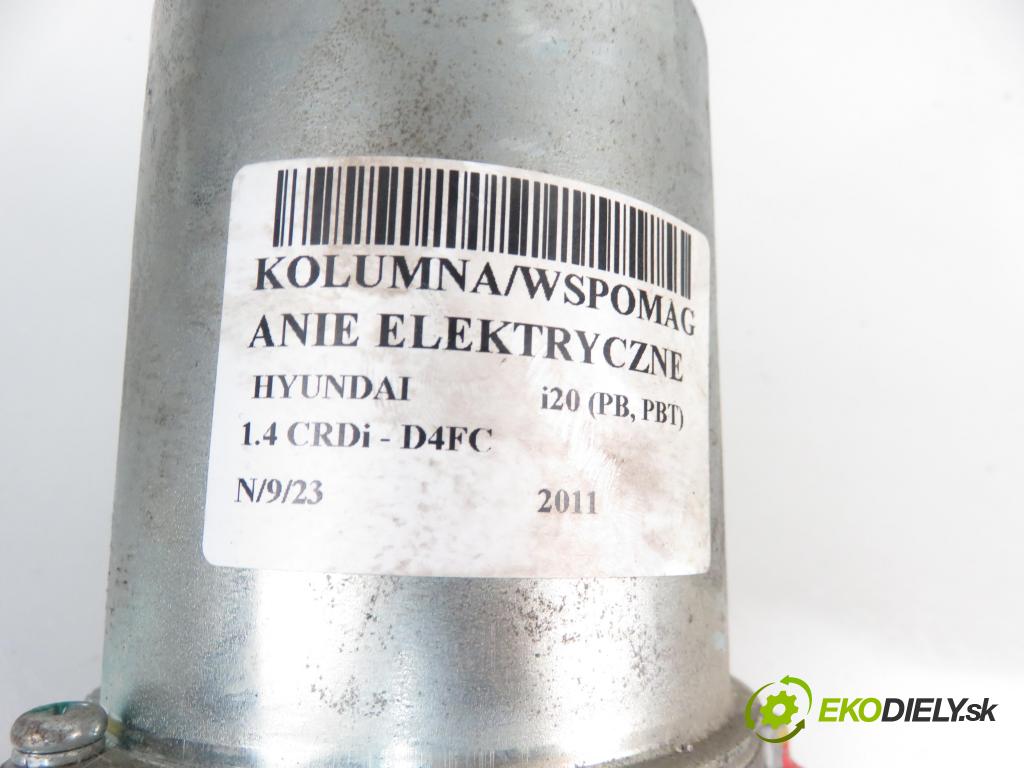 KOLUMNA/WSPOMAG
ANIE ELEKTRYCZNE
HYUNDAI i20 (PB, PBT)
1.4 CRDi - D4FC
N/9/23 2011
EKODIELY.sk